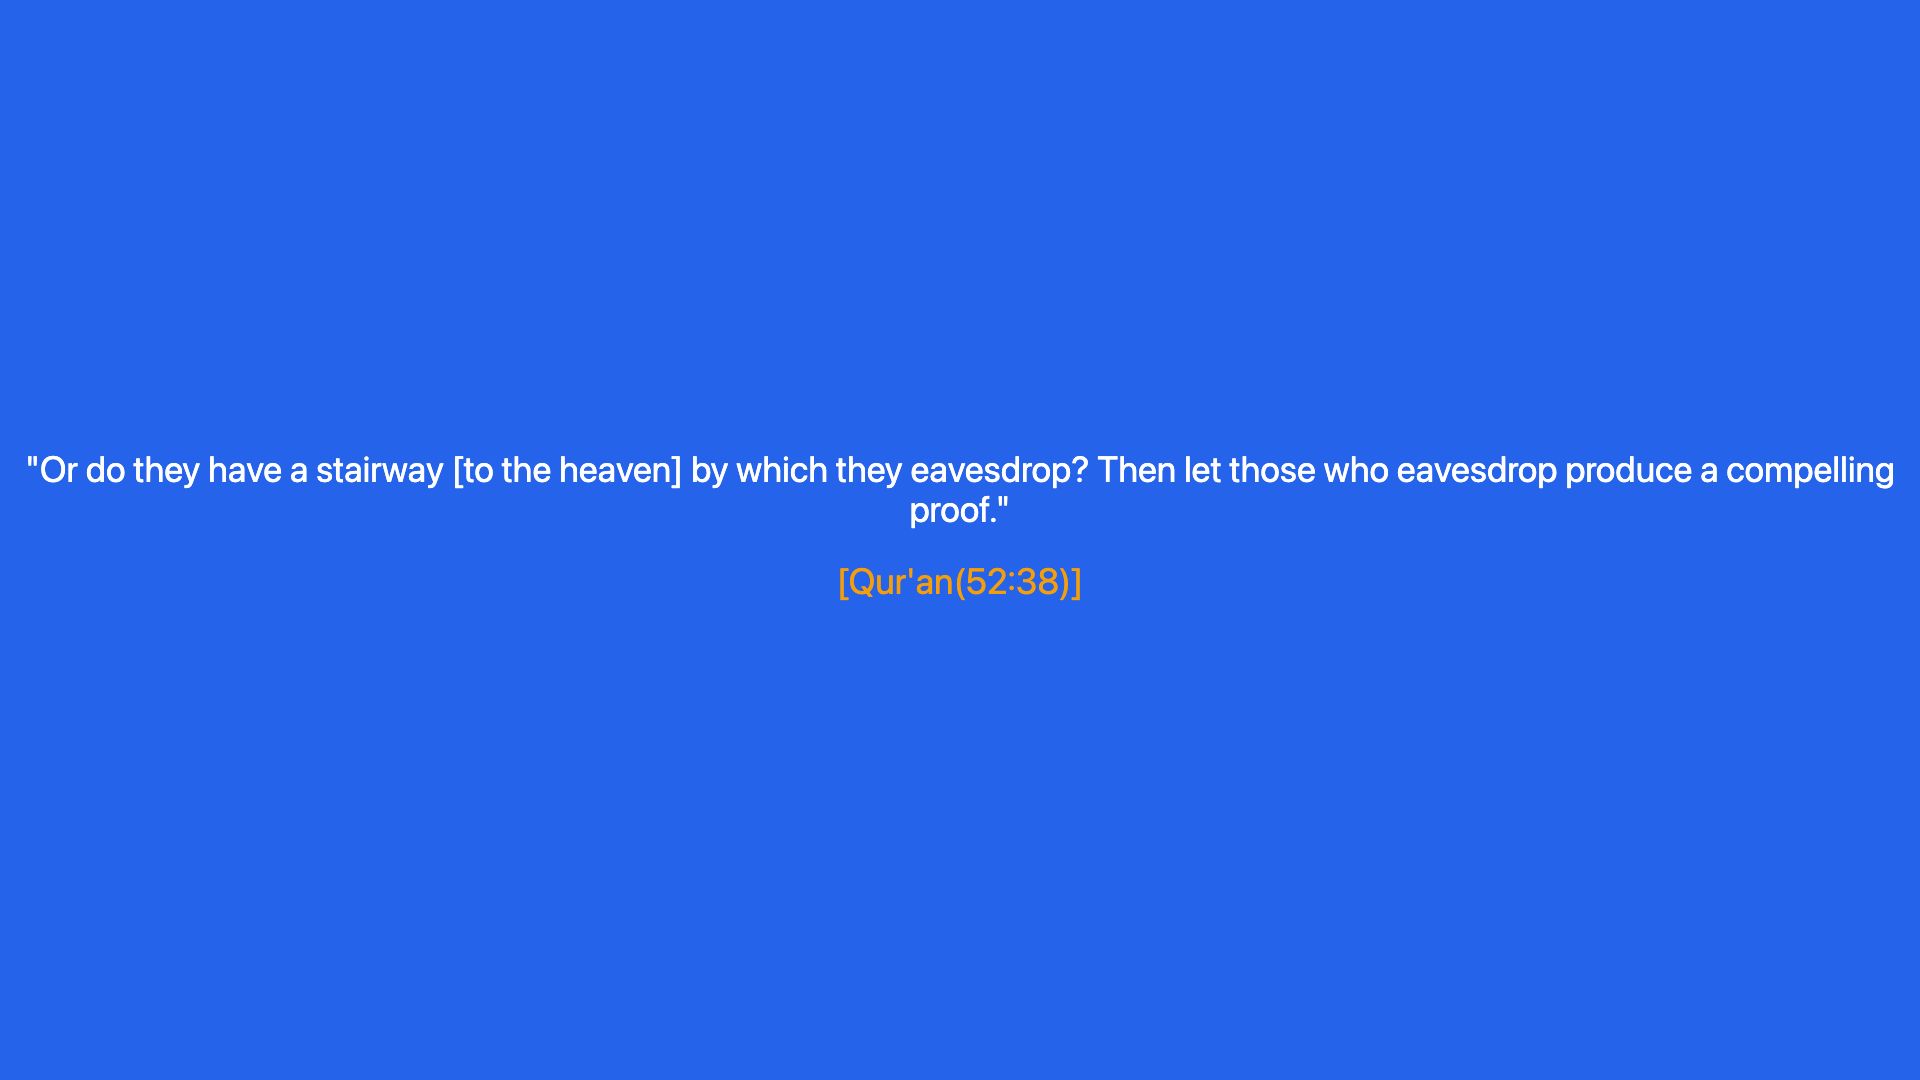 "Or do they have a stairway [to the heaven] by which they eavesdrop? Then let those who eavesdrop produce a compelling
proof."
[Qur'an(52:38)]